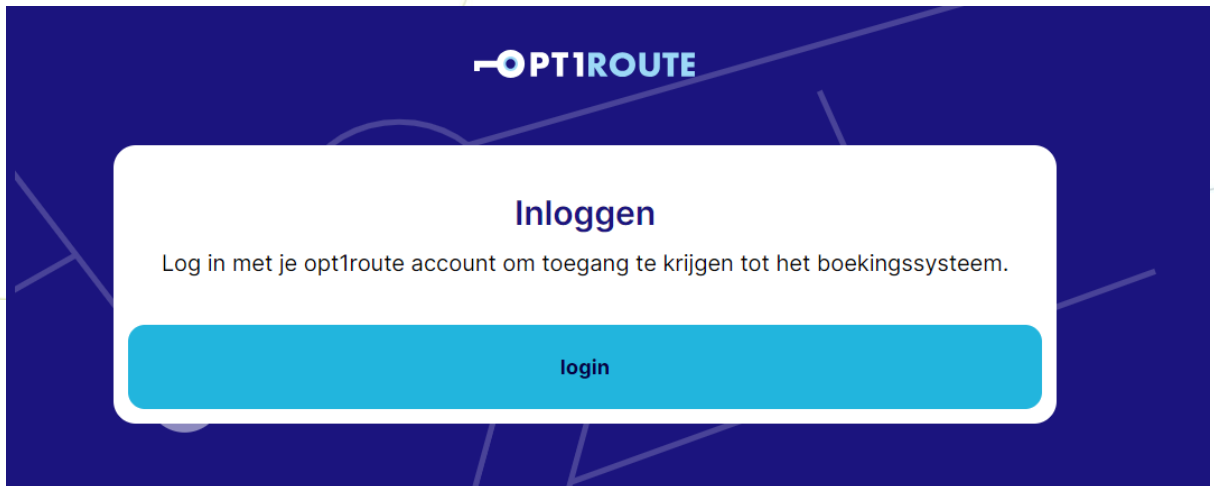 OPT1ROUTE
Inloggen
Log in met je opt1route account om toegang te krijgen tot het boekingssysteem.
login